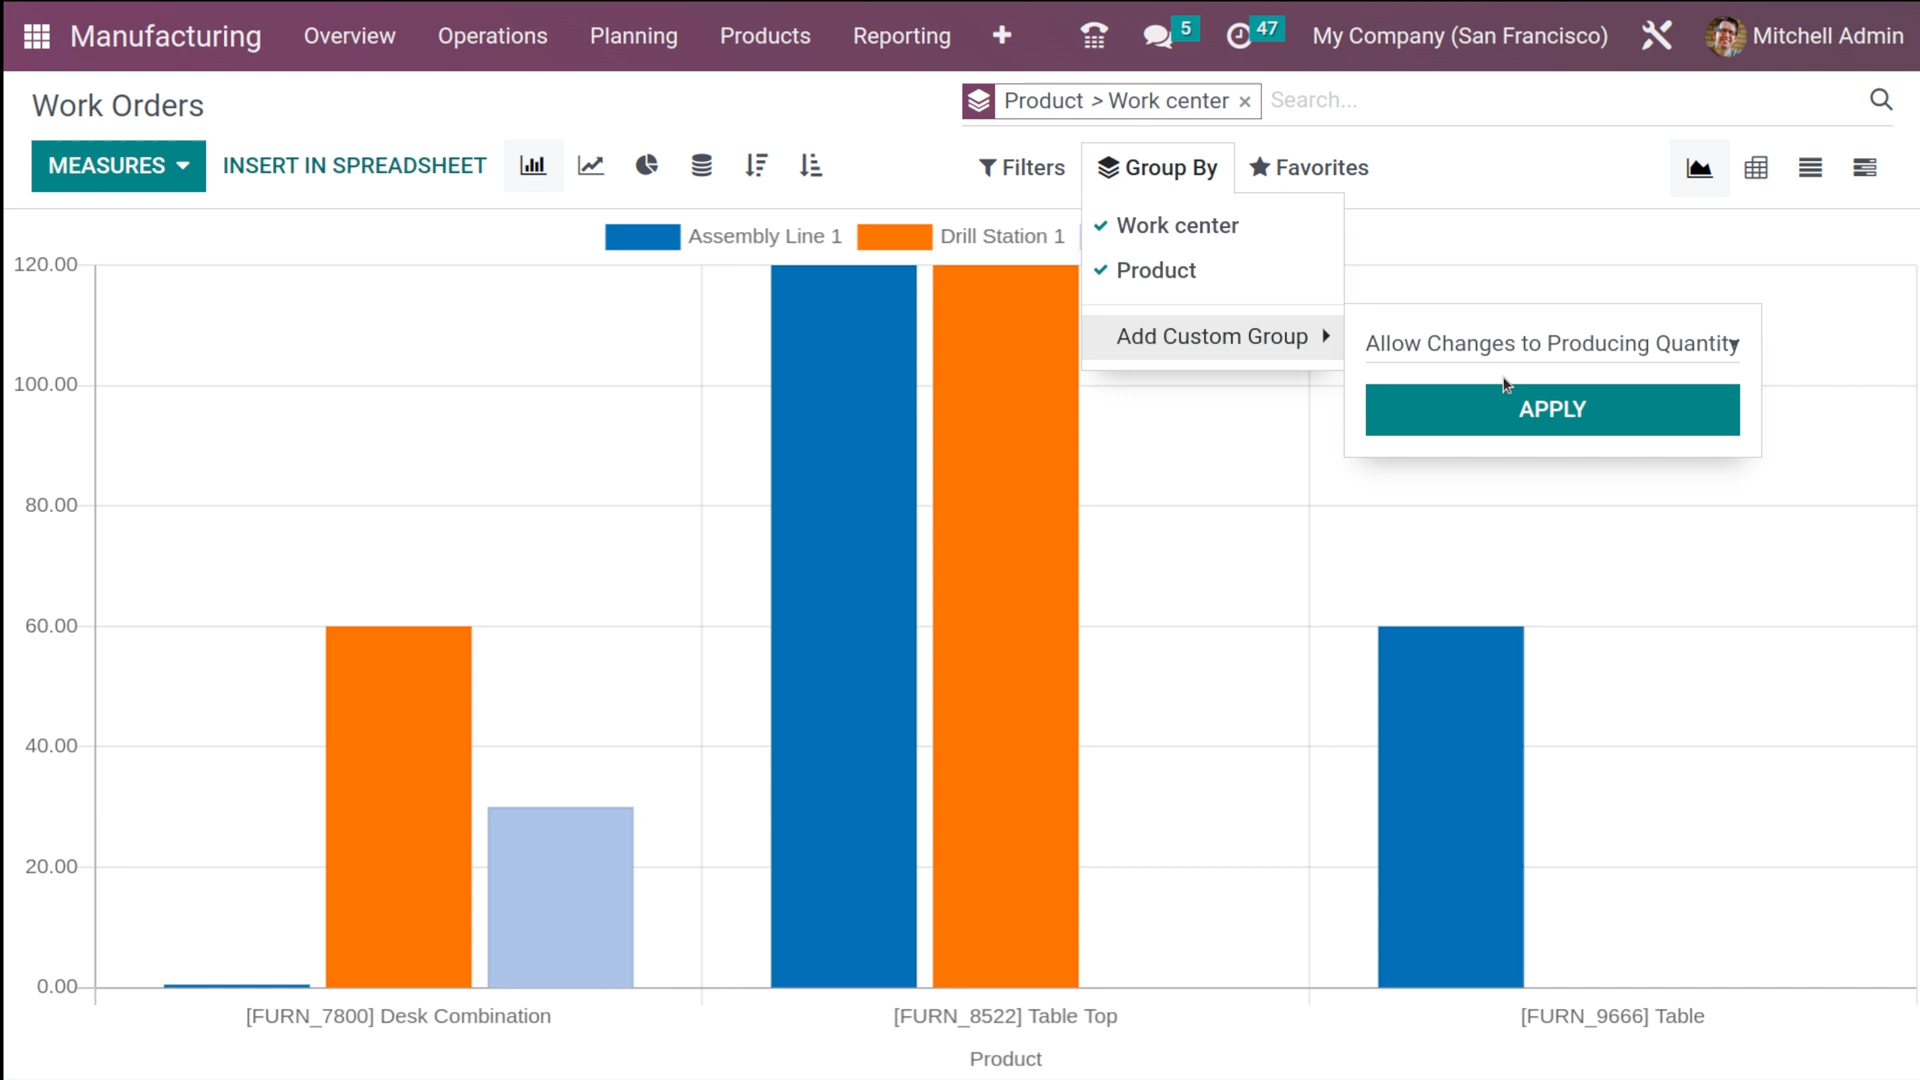 Manufacturing Overview Operations Planning Products Reporting 5 47 My Company (San Francisco) Mitchell Admin
Work Orders
Product > Work center × Search...
MEASURES INSERT IN SPREADSHEET
Filters Group By Favorites
Work center
Product
Add Custom Group
Allow Changes to Producing Quantity
APPLY
Assembly Line 1 Drill Station 1
120.00
100.00
80.00
60.00
40.00
20.00
0.00
[FURN_7800] Desk Combination [FURN_8522] Table Top [FURN_9666] Table
Product